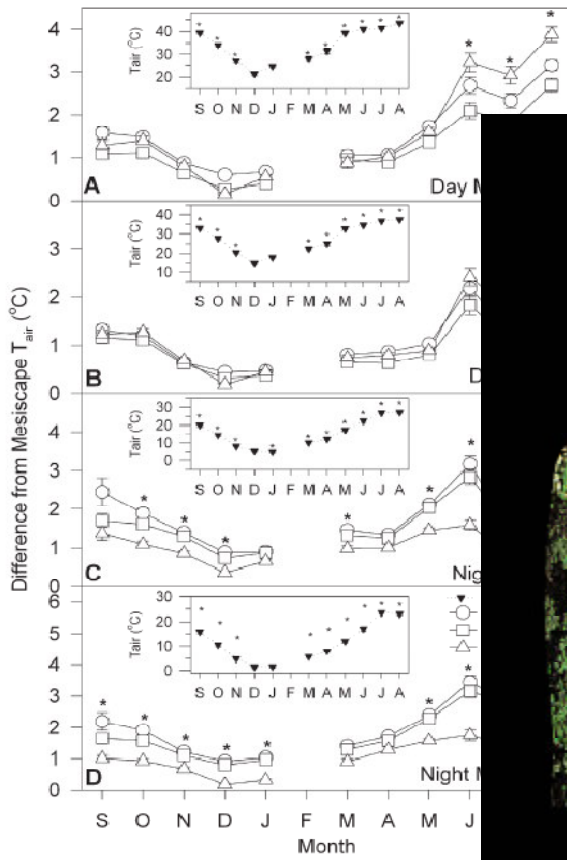 Difference from Mesiscape T air (°C)
4
3
2
1
0
A
Day M
* * *
Tair (°C)
40
30
20
* * * * * * * * *
S O N D J F M A M J J A
3
2
1
0
B
D
Tair (°C)
40
30
20
10
* * * * * * * * *
S O N D J F M A M J J A
4
3
2
1
0
C
Nig
* * * * * *
Tair (°C)
30
20
10
0
* * * * * * * * * *
S O N D J F M A M J J A
6
5
4
3
2
1
0
D
Night M
* * * * * * *
Tair (°C)
30
20
10
0
* * * * * * * * *
S O N D J F M A M J J A
S O N D J F M A M J
Month